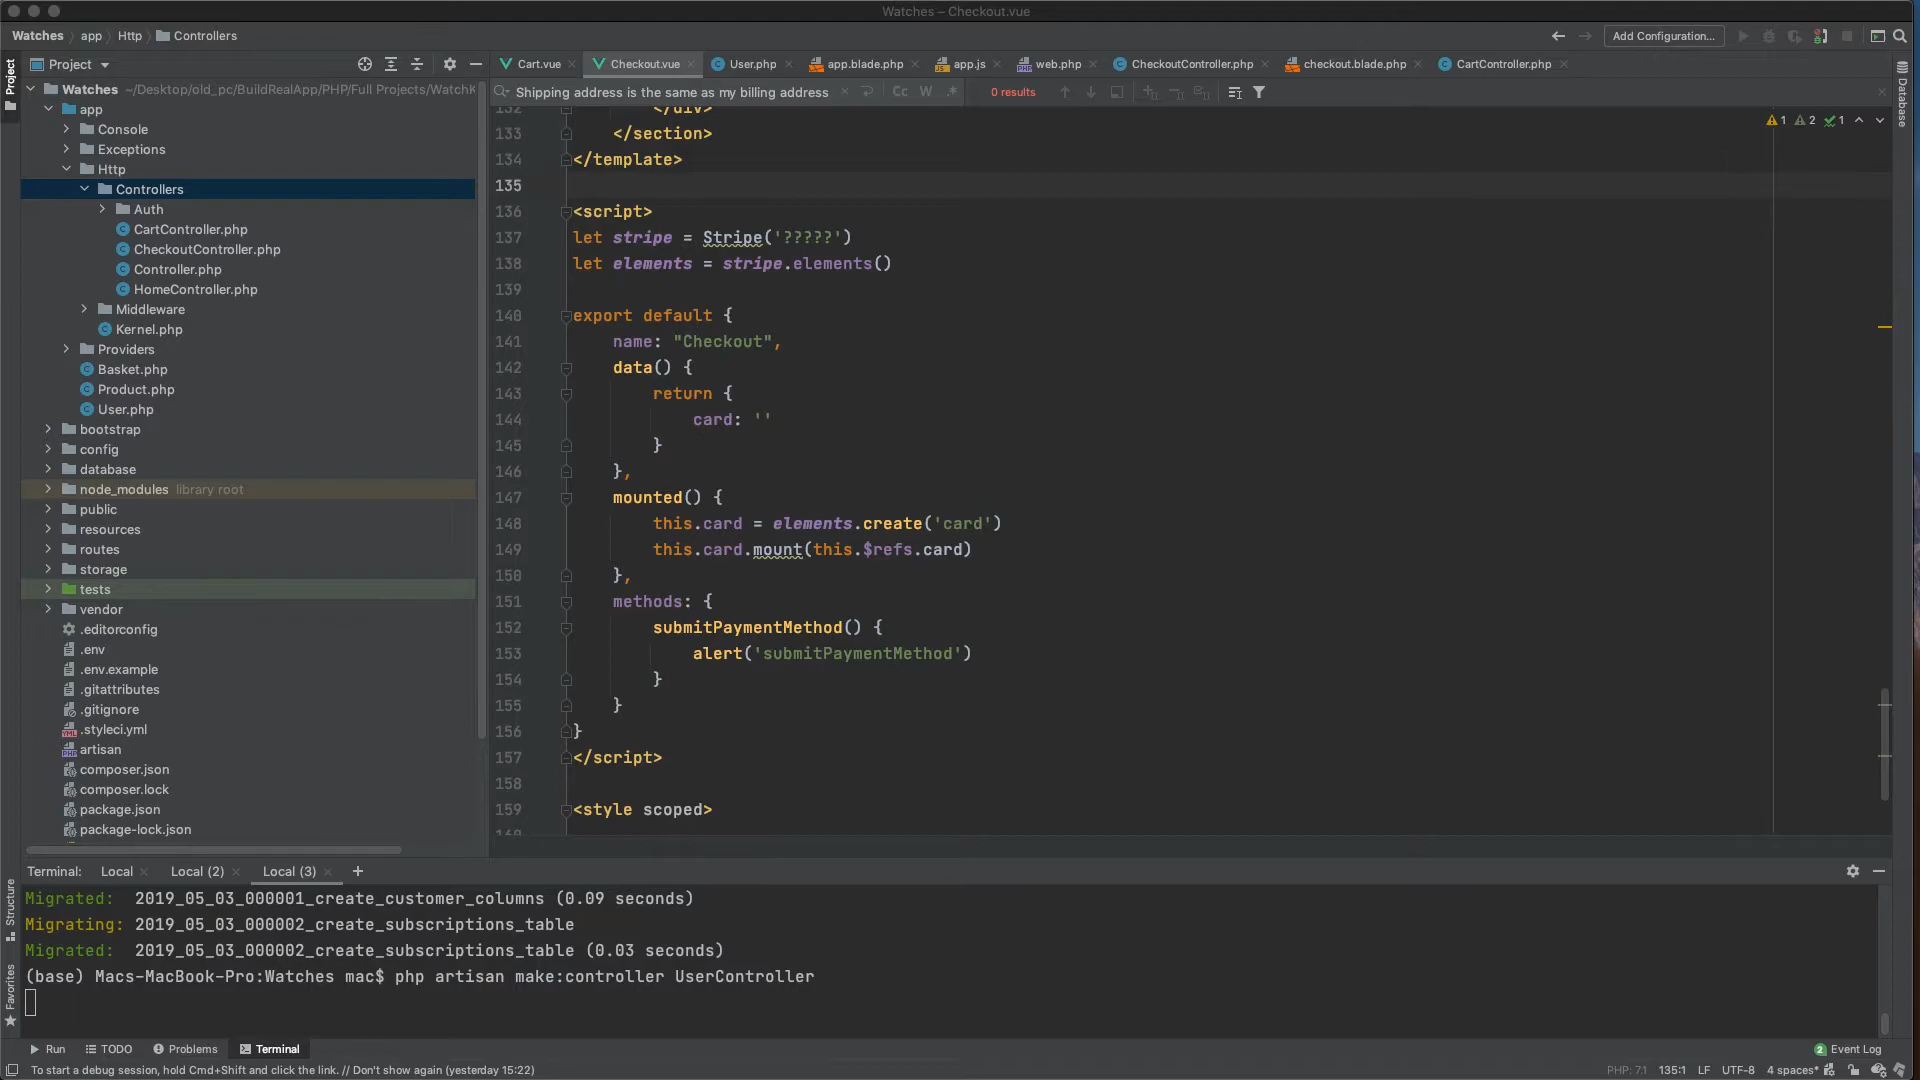 Watches – Checkout.vue
Watches app Http Controllers
Add Configuration...
Project
Cart.vue
Checkout.vue
User.php
app.blade.php
app.js
web.php
CheckoutController.php
checkout.blade.php
CartController.php
Shipping address is the same as my billing address
Cc W .*
0 results
Watches ~/Desktop/old_pc/BuildRealApp/PHP/Full Projects/WatchK
app
Console
Exceptions
Http
Controllers
Auth
CartController.php
CheckoutController.php
Controller.php
HomeController.php
Middleware
Kernel.php
Providers
Basket.php
Product.php
User.php
bootstrap
config
database
node_modules library root
public
resources
routes
storage
tests
vendor
.editorconfig
.env
.env.example
.gitattributes
.gitignore
.styleci.yml
artisan
composer.json
composer.lock
package.json
package-lock.json
132 </div>
133 </section>
134 </template>
135
136 <script>
137 let stripe = Stripe('?????')
138 let elements = stripe.elements()
139
140 export default {
141 name: "Checkout",
142 data() {
143 return {
144 card: ''
145 }
146 },
147 mounted() {
148 this.card = elements.create('card')
149 this.card.mount(this.$refs.card)
150 },
151 methods: {
152 submitPaymentMethod() {
153 alert('submitPaymentMethod')
154 }
155 }
156 }
157 </script>
158
159 <style scoped>
160
1 2 1
Project
Structure
Favorites
Database
Terminal: Local Local (2) Local (3) +
Migrated: 2019_05_03_000001_create_customer_columns (0.09 seconds)
Migrating: 2019_05_03_000002_create_subscriptions_table
Migrated: 2019_05_03_000002_create_subscriptions_table (0.03 seconds)
(base) Macs-MacBook-Pro:Watches mac$ php artisan make:controller UserController
Run TODO Problems Terminal
2 Event Log
To start a debug session, hold Cmd+Shift and click the link. // Don't show again (yesterday 15:22)
PHP: 7.1 135:1 LF UTF-8 4 spaces*